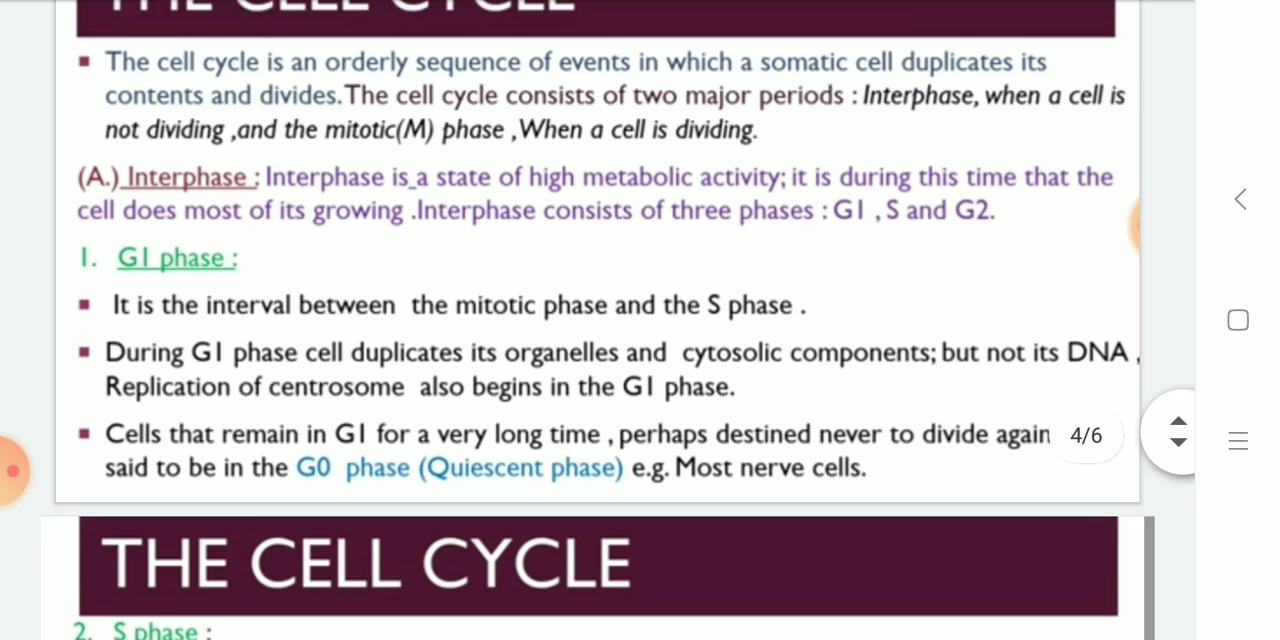 THE CELL CYCLE
▪ The cell cycle is an orderly sequence of events in which a somatic cell duplicates its
contents and divides.The cell cycle consists of two major periods : Interphase, when a cell is
not dividing ,and the mitotic(M) phase ,When a cell is dividing.
(A.) Interphase : Interphase is a state of high metabolic activity; it is during this time that the
cell does most of its growing .Interphase consists of three phases : G1 , S and G2.
1. G1 phase :
▪ It is the interval between the mitotic phase and the S phase .
▪ During G1 phase cell duplicates its organelles and cytosolic components; but not its DNA ,
Replication of centrosome also begins in the G1 phase.
▪ Cells that remain in G1 for a very long time , perhaps destined never to divide again
said to be in the G0 phase (Quiescent phase) e.g. Most nerve cells.
4/6
THE CELL CYCLE
2. S phase :